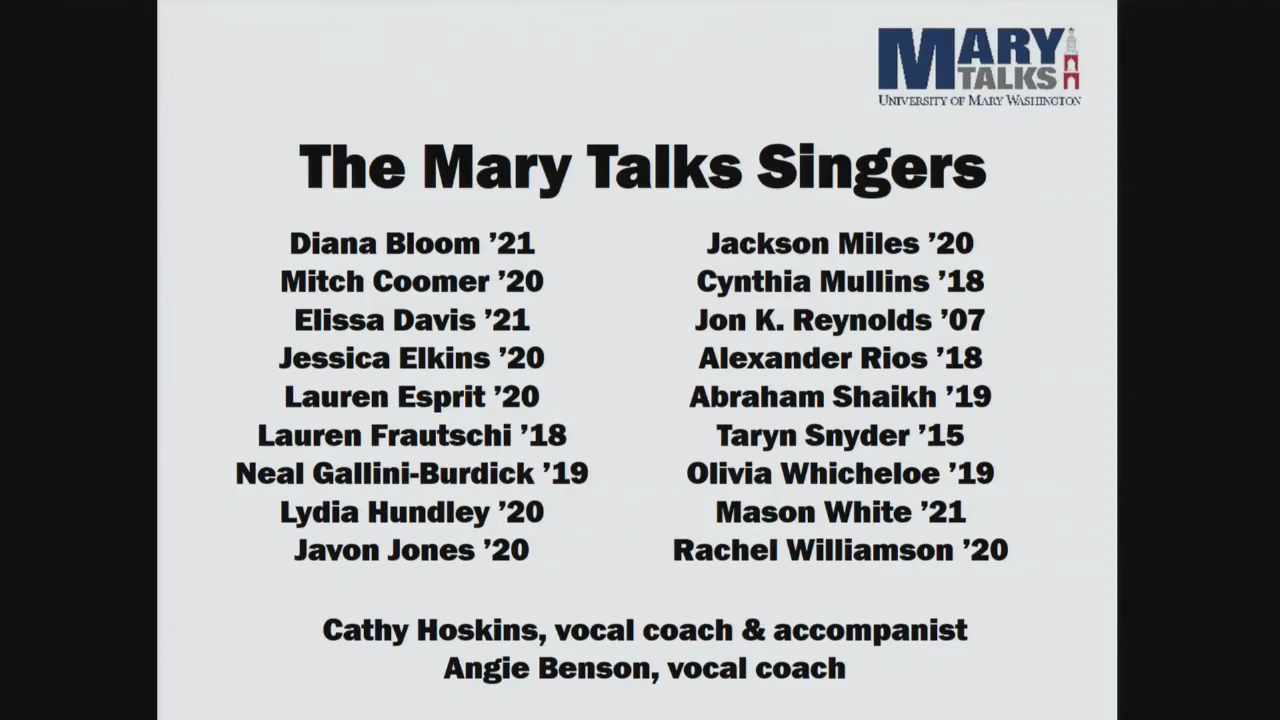 MARY
TALKS
UNIVERSITY OF MARY WASHINGTON
The Mary Talks Singers
Diana Bloom ’21
Mitch Coomer ’20
Elissa Davis ’21
Jessica Elkins ’20
Lauren Esprit ’20
Lauren Frautschi ’18
Neal Gallini-Burdick ’19
Lydia Hundley ’20
Javon Jones ’20
Jackson Miles ’20
Cynthia Mullins ’18
Jon K. Reynolds ’07
Alexander Rios ’18
Abraham Shaikh ’19
Taryn Snyder ’15
Olivia Whicheloe ’19
Mason White ’21
Rachel Williamson ’20
Cathy Hoskins, vocal coach & accompanist
Angie Benson, vocal coach